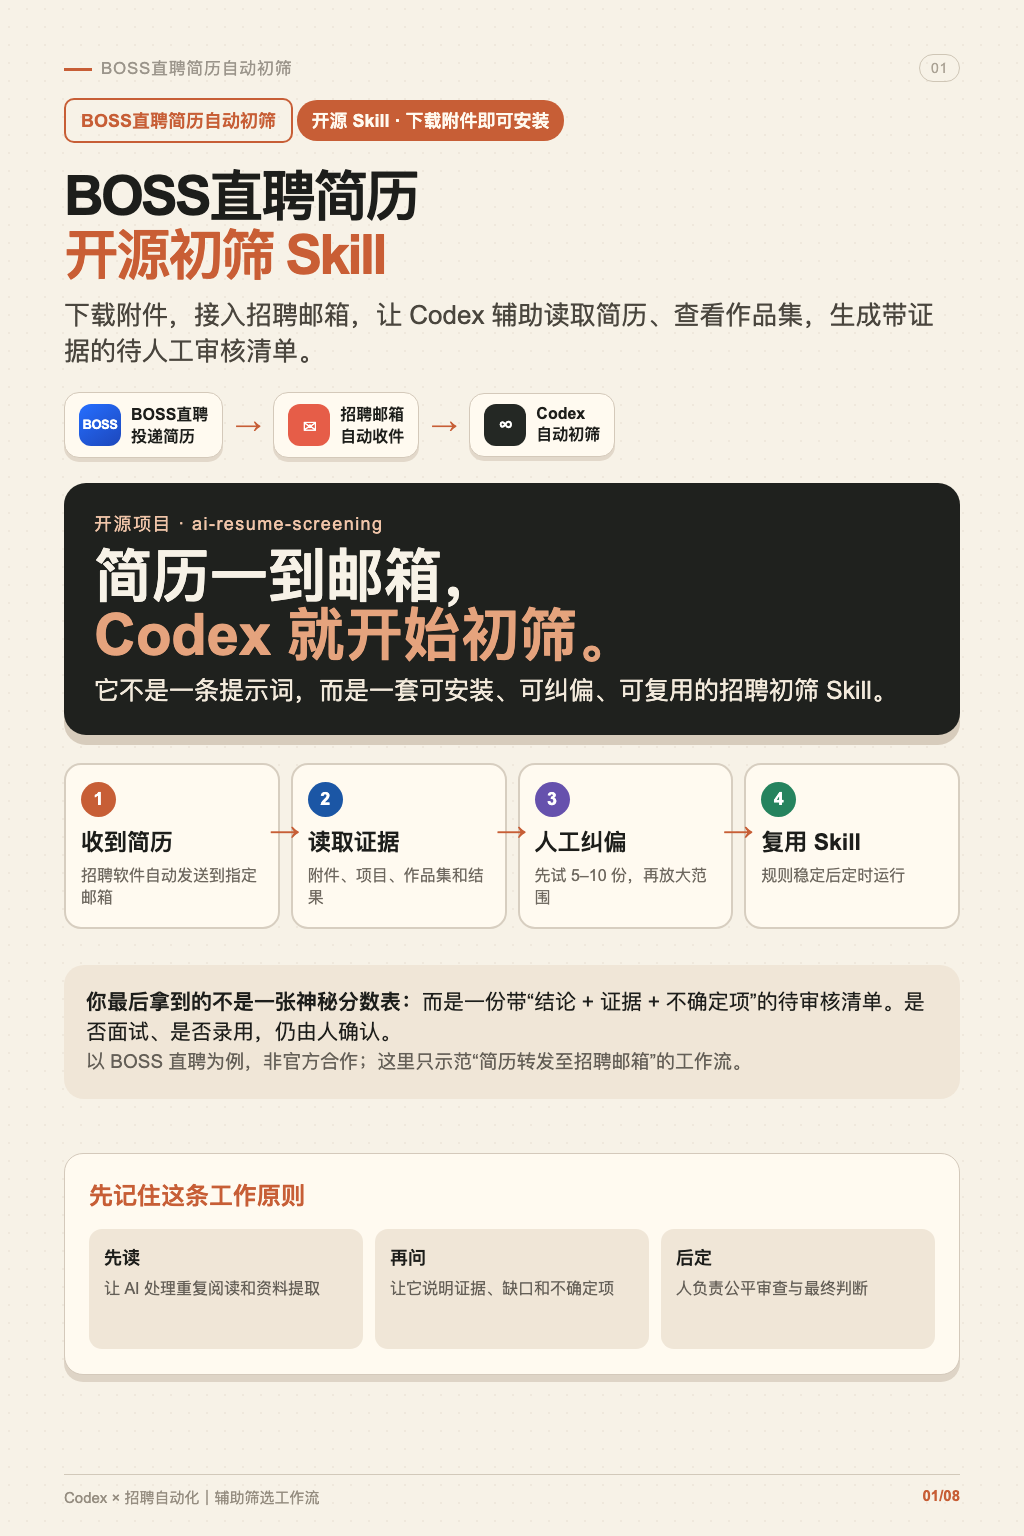 BOSS直聘简历自动初筛
01
BOSS直聘简历自动初筛
开源 Skill · 下载附件即可安装
BOSS直聘简历
开源初筛 Skill
下载附件，接入招聘邮箱，让 Codex 辅助读取简历、查看作品集，生成带证
据的待人工审核清单。
BOSS
BOSS直聘
投递简历
→
招聘邮箱
自动收件
→
Codex
自动初筛
开源项目 · ai-resume-screening
简历一到邮箱，
Codex 就开始初筛。
它不是一条提示词，而是一套可安装、可纠偏、可复用的招聘初筛 Skill。
1
收到简历
招聘软件自动发送到指定
邮箱
→
2
读取证据
附件、项目、作品集和结
果
→
3
人工纠偏
先试 5–10 份，再放大范
围
→
4
复用 Skill
规则稳定后定时运行
你最后拿到的不是一张神秘分数表：而是一份带“结论 + 证据 + 不确定项”的待审核清单。是
否面试、是否录用，仍由人确认。
以 BOSS 直聘为例，非官方合作；这里只示范“简历转发至招聘邮箱”的工作流。
先记住这条工作原则
先读
让 AI 处理重复阅读和资料提取
再问
让它说明证据、缺口和不确定项
后定
人负责公平审查与最终判断
Codex × 招聘自动化｜辅助筛选工作流
01/08